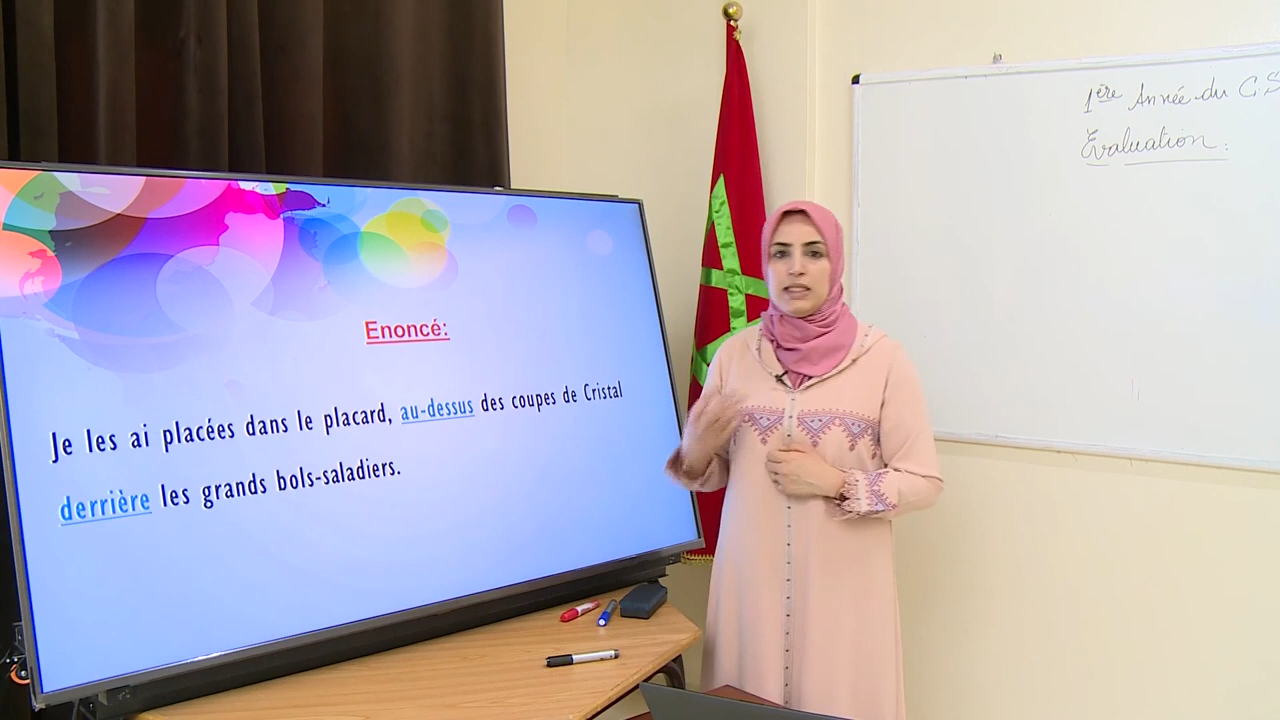 Enoncé:
Je les ai placées dans le placard, au-dessus des coupes de Cristal
derrière les grands bols-saladiers.
1ère Année du C.S
Evaluation :